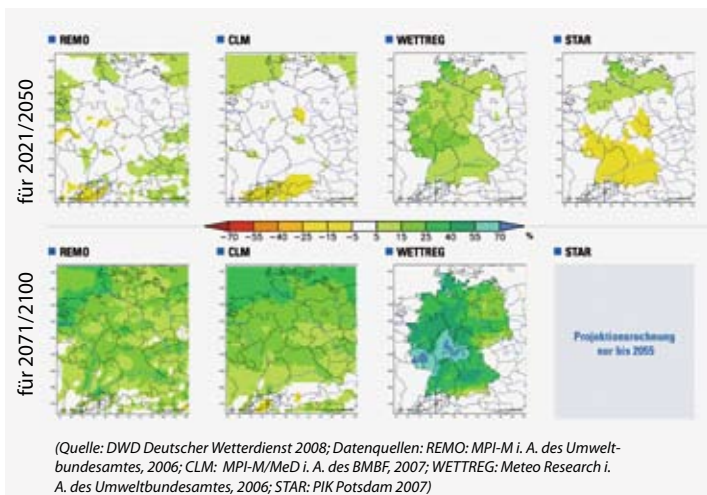 REMO
CLM
WETTREG
STAR
für 2021/2050
-70 -55 -40 -25 -15 -5 5 15 25 40 55 70 %
REMO
CLM
WETTREG
STAR
für 2071/2100
Projektionsrechnung
nur bis 2055
(Quelle: DWD Deutscher Wetterdienst 2008; Datenquellen: REMO: MPI-M i. A. des Umwelt-
bundesamtes, 2006; CLM: MPI-M/MeD i. A. des BMBF, 2007; WETTREG: Meteo Research i.
A. des Umweltbundesamtes, 2006; STAR: PIK Potsdam 2007)